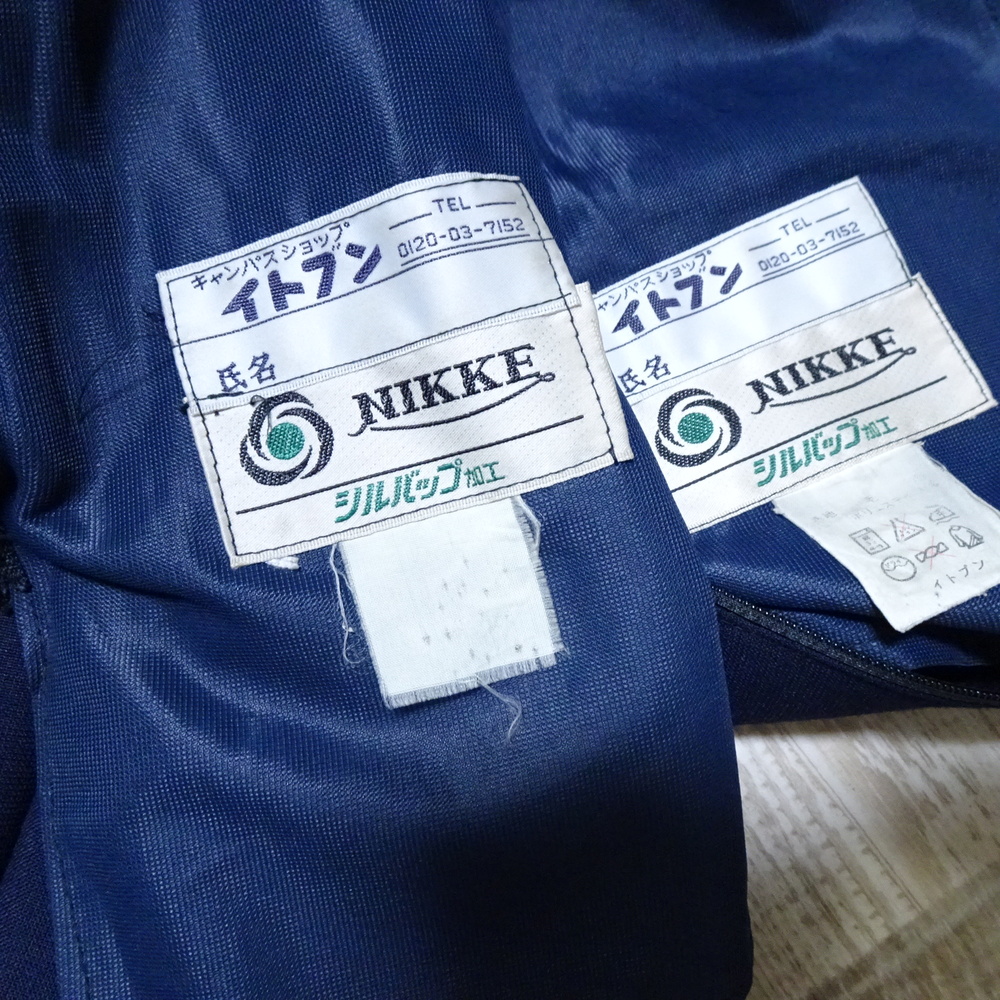 キャンパスショップ
イトブン
TEL
0120-03-7152
氏名
NIKKE
シルバップ加工
キャンパスショップ
イトブン
TEL
0120-03-7152
氏名
NIKKE
シルバップ加工
イトブン